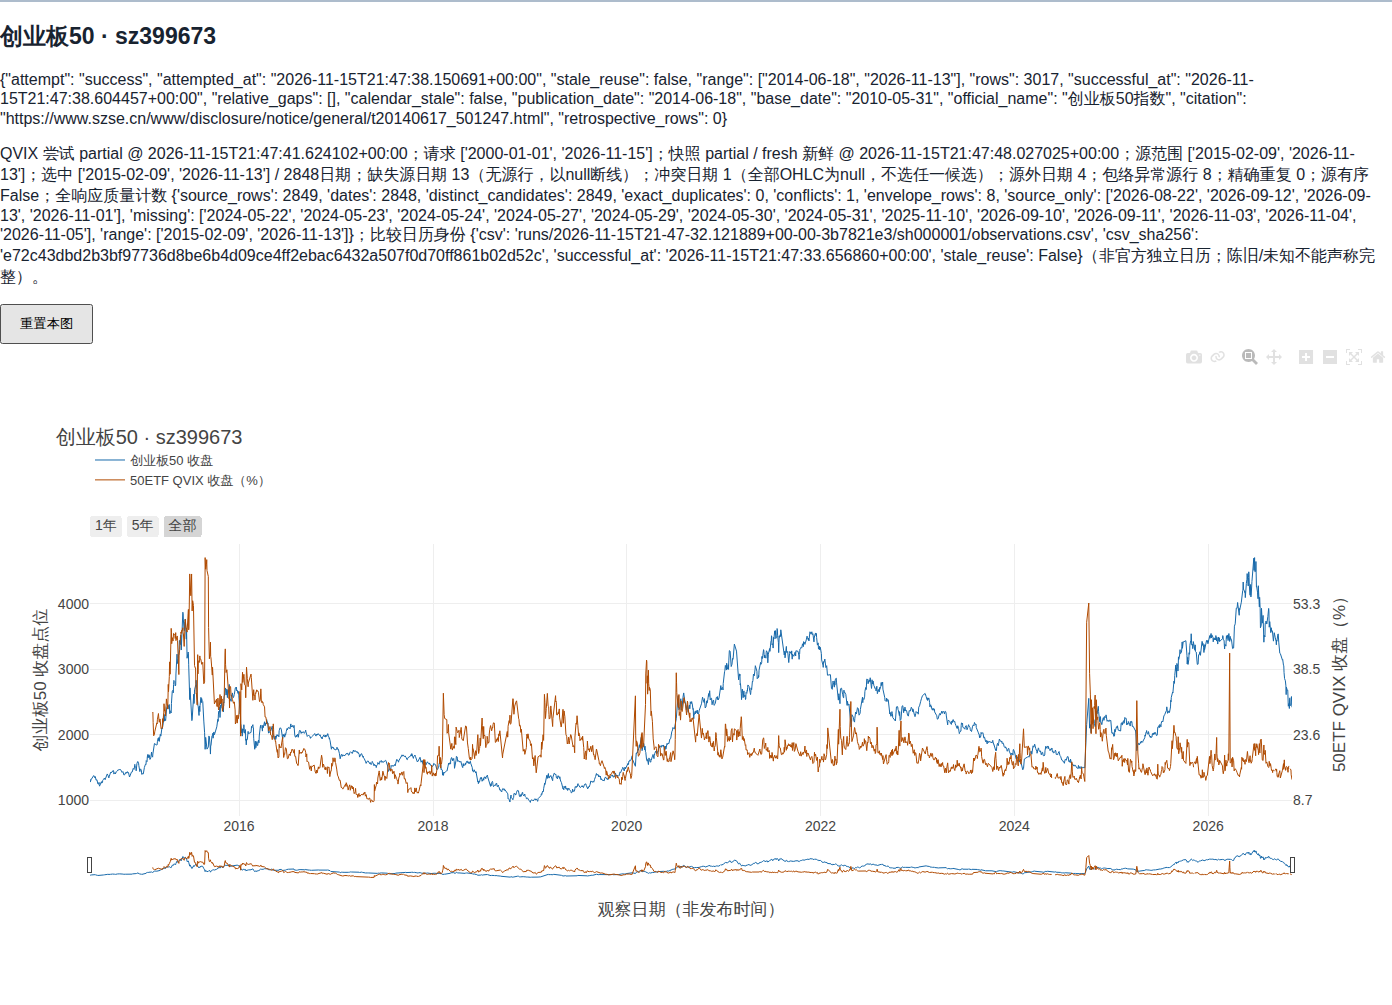 创业板50 · sz399673
{"attempt": "success", "attempted_at": "2026-11-15T21:47:38.150691+00:00", "stale_reuse": false, "range": ["2014-06-18", "2026-11-13"], "rows": 3017, "successful_at": "2026-11-
15T21:47:38.604457+00:00", "relative_gaps": [], "calendar_stale": false, "publication_date": "2014-06-18", "base_date": "2010-05-31", "official_name": "创业板50指数", "citation":
"https://www.szse.cn/www/disclosure/notice/general/t20140617_501247.html", "retrospective_rows": 0}
QVIX 尝试 partial @ 2026-11-15T21:47:41.624102+00:00；请求 ['2000-01-01', '2026-11-15']；快照 partial / fresh 新鲜 @ 2026-11-15T21:47:48.027025+00:00；源范围 ['2015-02-09', '2026-11-
13']；选中 ['2015-02-09', '2026-11-13'] / 2848日期；缺失源日期 13（无源行，以null断线）；冲突日期 1（全部OHLC为null，不选任一候选）；源外日期 4；包络异常源行 8；精确重复 0；源有序
False；全响应质量计数 {'source_rows': 2849, 'dates': 2848, 'distinct_candidates': 2849, 'exact_duplicates': 0, 'conflicts': 1, 'envelope_rows': 8, 'source_only': ['2026-08-22', '2026-09-12', '2026-09-
13', '2026-11-01'], 'missing': ['2024-05-22', '2024-05-23', '2024-05-24', '2024-05-27', '2024-05-29', '2024-05-30', '2024-05-31', '2025-11-10', '2026-09-10', '2026-09-11', '2026-11-03', '2026-11-04',
'2026-11-05'], 'range': ['2015-02-09', '2026-11-13']}；比较日历身份 {'csv': 'runs/2026-11-15T21-47-32.121889+00-00-3b7821e3/sh000001/observations.csv', 'csv_sha256':
'e72c43dbd2b3bf97736d8be6b4d09ce4ff2ebac6432a507f0d70ff861b02d52c', 'successful_at': '2026-11-15T21:47:33.656860+00:00', 'stale_reuse': False}（非官方独立日历；陈旧/未知不能声称完
整）。
重置本图
创业板50 · sz399673
创业板50 收盘
50ETF QVIX 收盘（%）
1年 5年 全部
创业板50 收盘点位
4000
3000
2000
1000
53.3
38.5
23.6
8.7
50ETF QVIX 收盘（%）
2016 2018 2020 2022 2024 2026
观察日期（非发布时间）